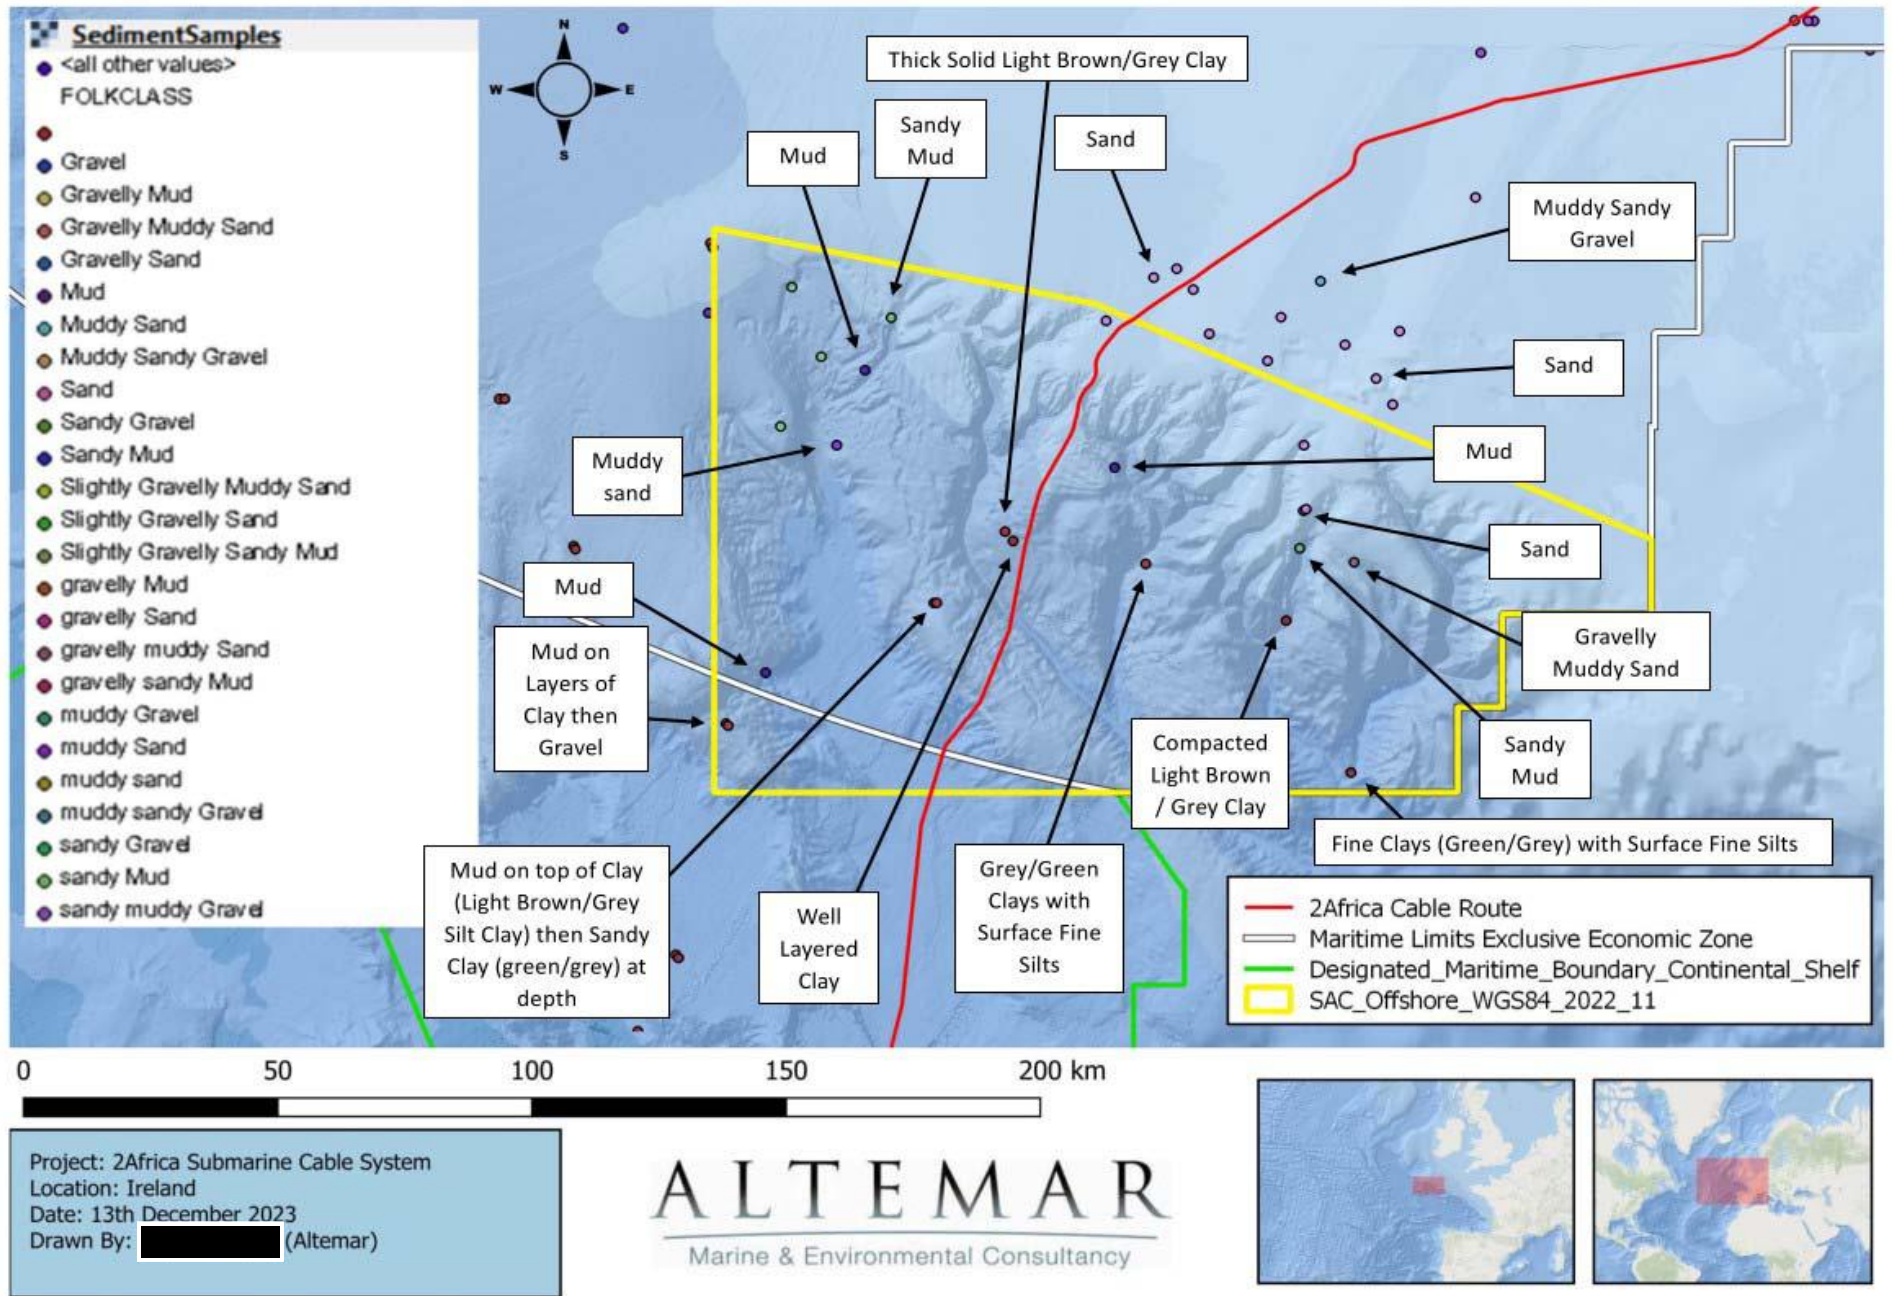 SedimentSamples
<all other values>
FOLKCLASS
Gravel
Gravelly Mud
Gravelly Muddy Sand
Gravelly Sand
Mud
Muddy Sand
Muddy Sandy Gravel
Sand
Sandy Gravel
Sandy Mud
Slightly Gravelly Muddy Sand
Slightly Gravelly Sand
Slightly Gravelly Sandy Mud
gravelly Mud
gravelly Sand
gravelly muddy Sand
gravelly sandy Mud
muddy Gravel
muddy Sand
muddy sand
muddy sandy Gravel
sandy Gravel
sandy Mud
sandy muddy Gravel
N
W
E
S
Thick Solid Light Brown/Grey Clay
Mud
Sandy
Mud
Sand
Muddy Sandy
Gravel
Sand
Mud
Muddy
sand
Sand
Mud
Mud on
Layers of
Clay then
Gravel
Gravelly
Muddy Sand
Compacted
Light Brown
/ Grey Clay
Sandy
Mud
Fine Clays (Green/Grey) with Surface Fine Silts
Mud on top of Clay
(Light Brown/Grey
Silt Clay) then Sandy
Clay (green/grey) at
depth
Well
Layered
Clay
Grey/Green
Clays with
Surface Fine
Silts
2Africa Cable Route
Maritime Limits Exclusive Economic Zone
Designated_Maritime_Boundary_Continental_Shelf
SAC_Offshore_WGS84_2022_11
0
50
100
150
200 km
Project: 2Africa Submarine Cable System
Location: Ireland
Date: 13th December 2023
Drawn By: (Altemar)
ALTEMAR
Marine & Environmental Consultancy